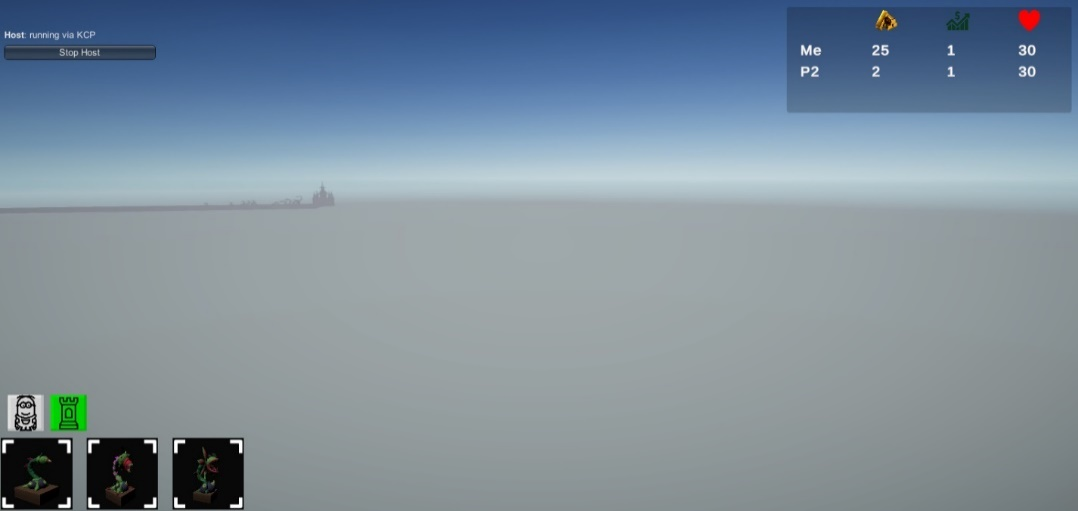 Host: running via KCP
Stop Host
Me 25 1 30
P2 2 1 30